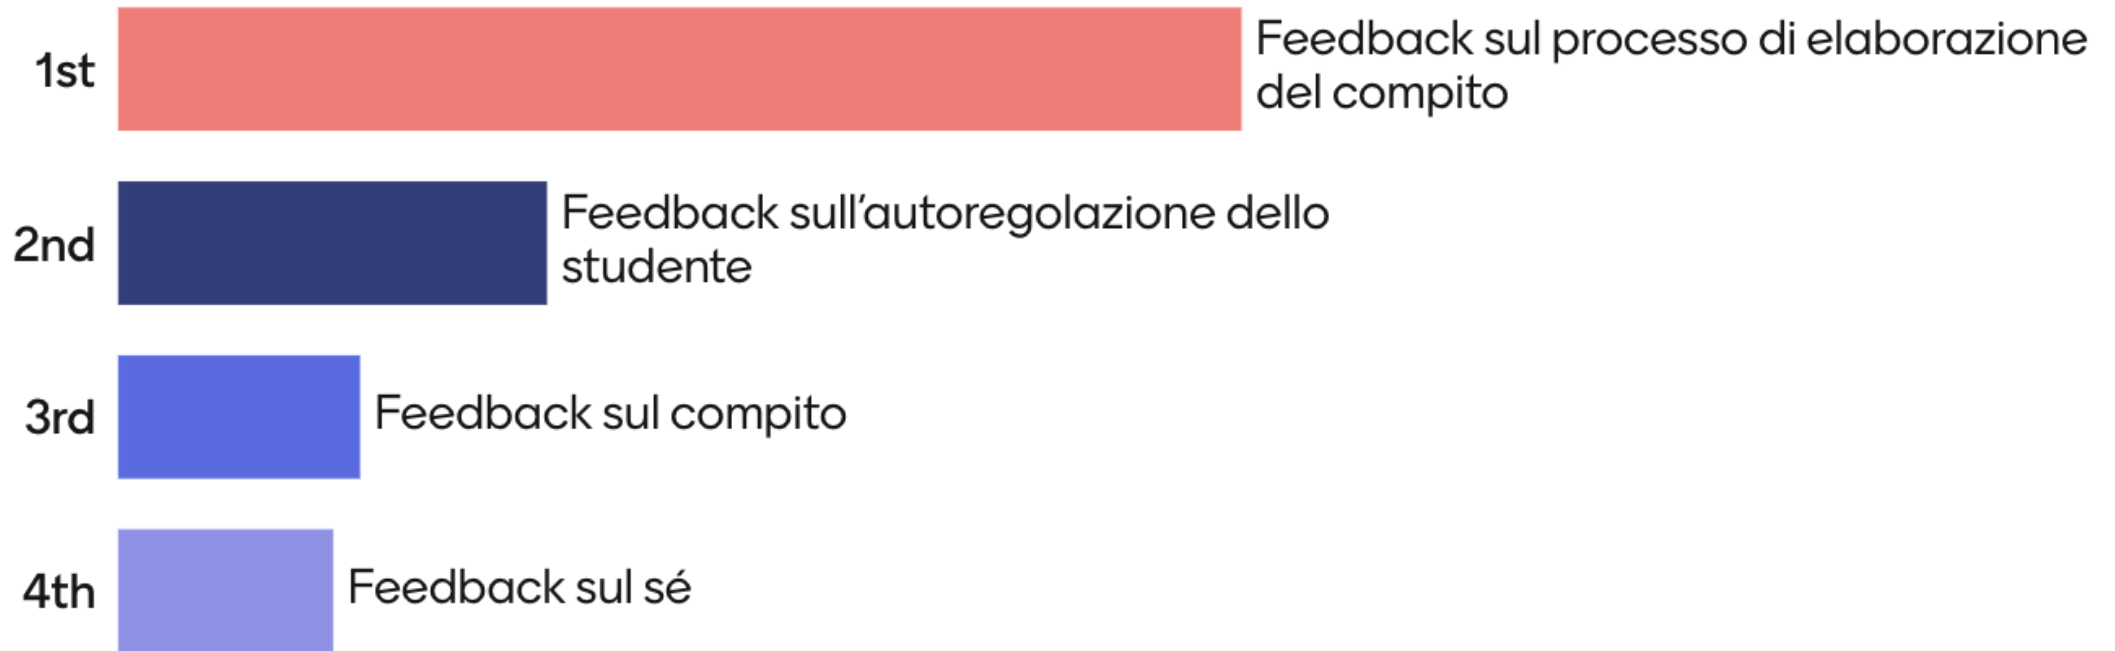 1st
Feedback sul processo di elaborazione
del compito
2nd
Feedback sull'autoregolazione dello
studente
3rd
Feedback sul compito
4th
Feedback sul sé